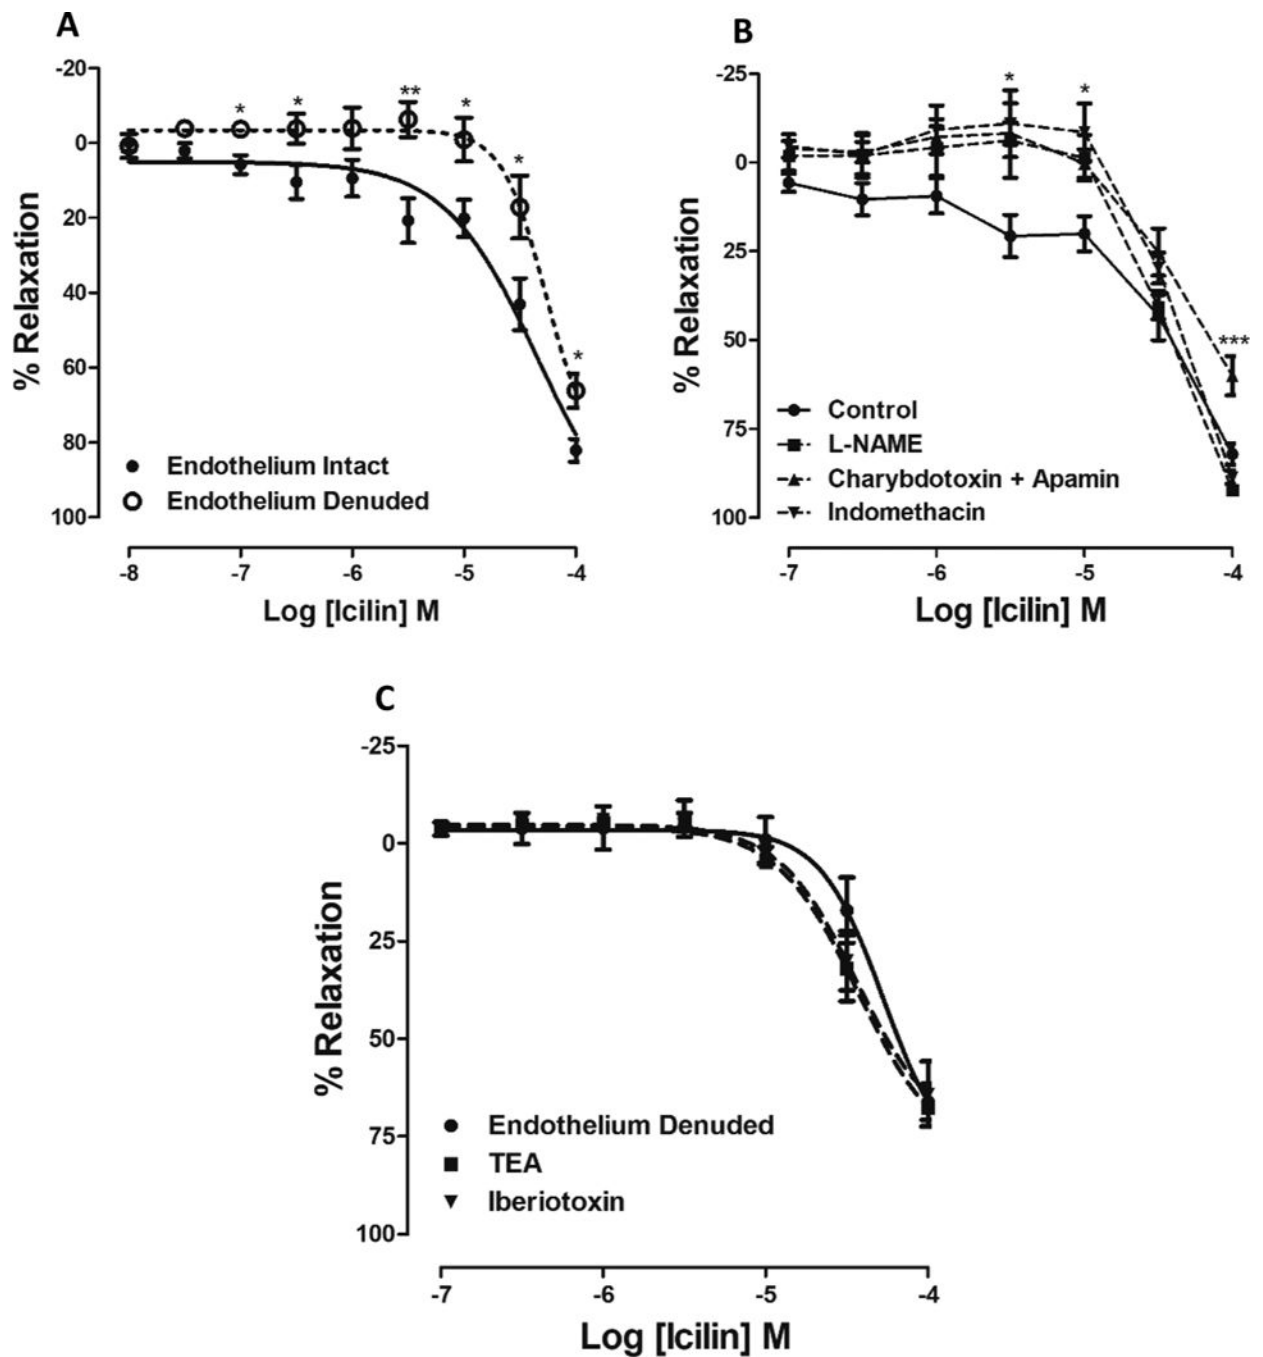 A
-20
0
20
40
60
80
100
% Relaxation
* * ** * * *
Endothelium Intact
Endothelium Denuded
-8 -7 -6 -5 -4
Log [Icilin] M
B
-25
0
25
50
75
100
% Relaxation
* * ***
Control
L-NAME
Charybdotoxin + Apamin
Indomethacin
-7 -6 -5 -4
Log [Icilin] M
C
-25
0
25
50
75
100
% Relaxation
Endothelium Denuded
TEA
Iberiotoxin
-7 -6 -5 -4
Log [Icilin] M